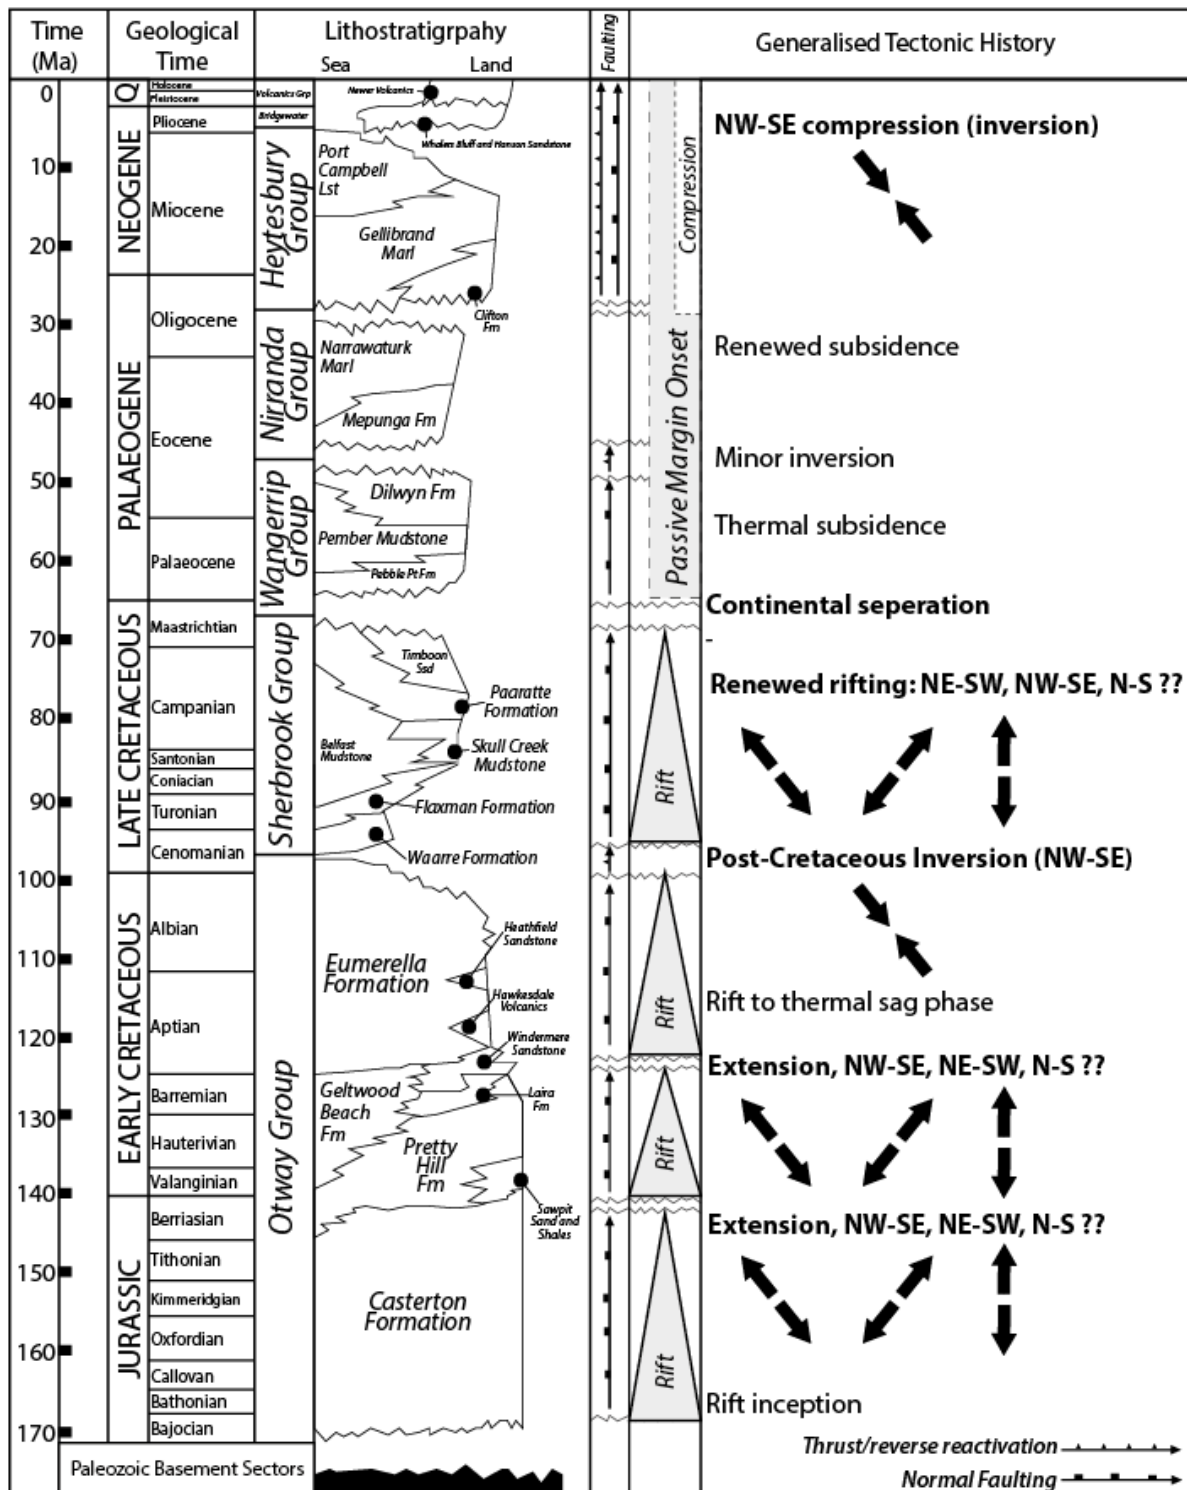 Time
(Ma)
Geological
Time
Lithostratigrpahy
Sea
Land
Faulting
Generalised Tectonic History
0
10
20
30
40
50
60
70
80
90
100
110
120
130
140
150
160
170
Q
NEOGENE
PALAEOGENE
LATE CRETACEOUS
EARLY CRETACEOUS
JURASSIC
Holocene
Pleistocene
Pliocene
Miocene
Oligocene
Eocene
Palaeocene
Maastrichtian
Campanian
Santonian
Coniacian
Turonian
Cenomanian
Albian
Aptian
Barremian
Hauterivian
Valanginian
Berriasian
Tithonian
Kimmeridgian
Oxfordian
Callovan
Bathonian
Bajocian
Paleozoic Basement Sectors
Volcanics Grp
Bridgewater
Heytesbury
Group
Nirranda
Group
Wangerrip
Group
Sherbrook Group
Otway Group
Newer Volcanics
Whalers Bluff and Hanson Sandstone
Port
Campbell
Lst
Gellibrand
Marl
Clifton
Fm
Narrawaturk
Marl
Mepunga Fm
Dilwyn Fm
Pember Mudstone
Pebble Pt Fm
Timboon
Ssd
Paaratte
Formation
Belfast
Mudstone
Skull Creek
Mudstone
Flaxman Formation
Waarre Formation
Heathfield
Sandstone
Eumerella
Formation
Hawkesdale
Volcanics
Windermere
Sandstone
Geltwood
Beach
Fm
Laira
Fm
Pretty
Hill
Fm
Sawpit
Sand and
Shales
Casterton
Formation
Compression
Passive Margin Onset
Rift
Rift
Rift
Rift
NW-SE compression (inversion)
Renewed subsidence
Minor inversion
Thermal subsidence
Continental seperation
-
Renewed rifting: NE-SW, NW-SE, N-S ??
Post-Cretaceous Inversion (NW-SE)
Rift to thermal sag phase
Extension, NW-SE, NE-SW, N-S ??
Extension, NW-SE, NE-SW, N-S ??
Rift inception
Thrust/reverse reactivation
Normal Faulting